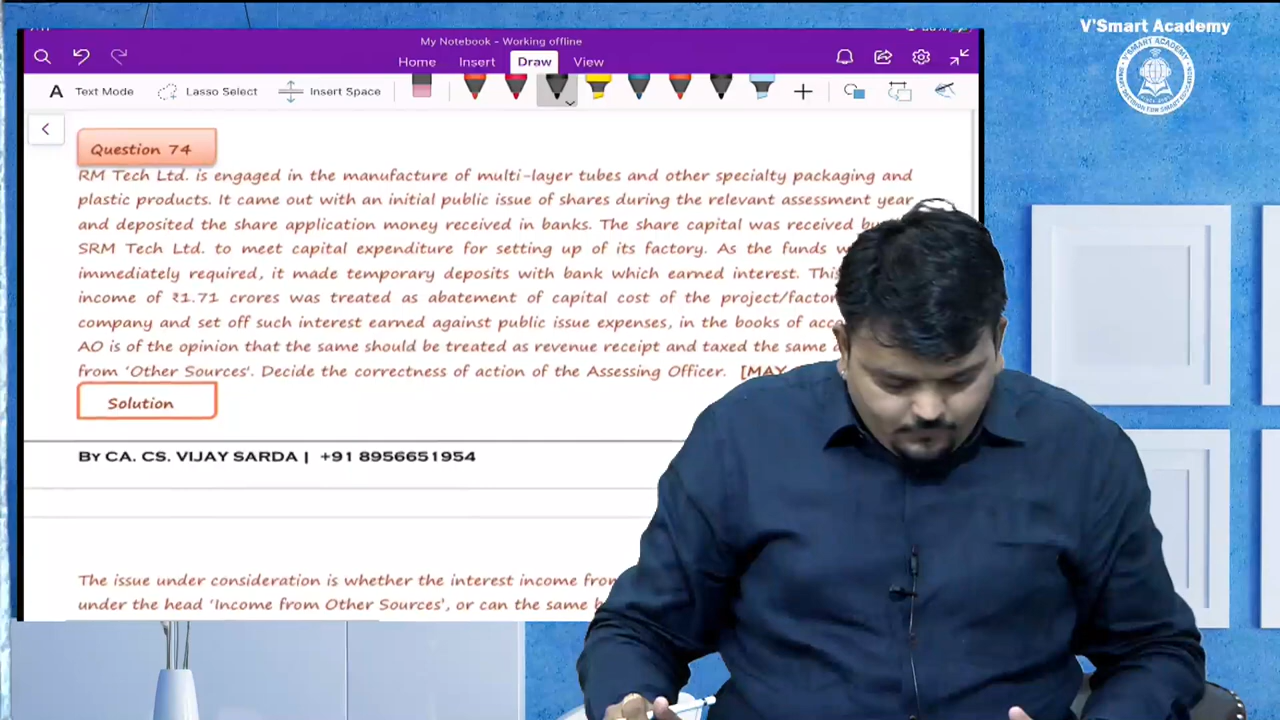 V'Smart Academy
My Notebook - Working offline
Home Insert Draw View
A Text Mode Lasso Select Insert Space
Question 74
RM Tech Ltd. is engaged in the manufacture of multi-layer tubes and other specialty packaging and
plastic products. It came out with an initial public issue of shares during the relevant assessment year
and deposited the share application money received in banks. The share capital was received
SRM Tech Ltd. to meet capital expenditure for setting up of its factory. As the funds
immediately required, it made temporary deposits with bank which earned interest.
income of ₹1.71 crores was treated as abatement of capital cost of the
company and set off such interest earned against public issue expenses, in the books of
AO is of the opinion that the same should be treated as revenue receipt and taxed the same
from 'Other Sources'. Decide the correctness of action of the Assessing Officer. [MAY
Solution
BY CA. CS. VIJAY SARDA | +91 8956651954
The issue under consideration is whether the interest income
under the head 'Income from Other Sources', or can the same